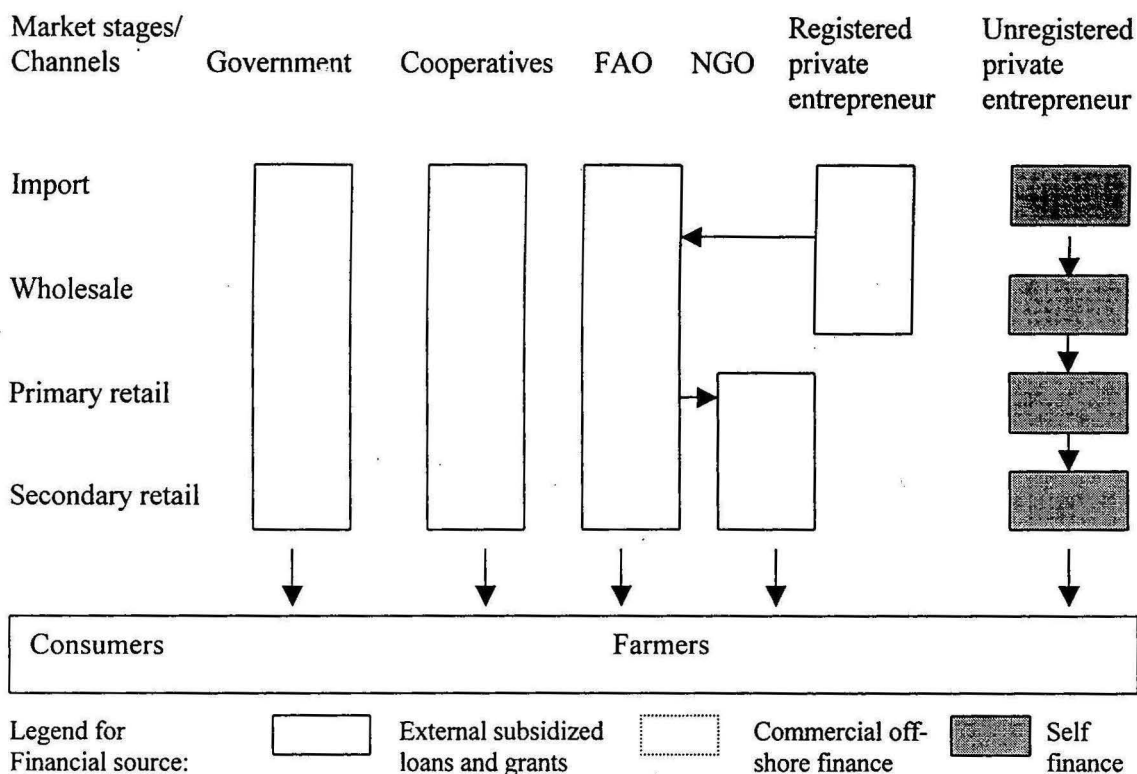 Market stages/
Channels
Government
Cooperatives
FAO
NGO
Registered
private
entrepreneur
Unregistered
private
entrepreneur
Import
Wholesale
Primary retail
Secondary retail
Consumers
Farmers
Legend for
Financial source:
External subsidized
loans and grants
Commercial off-
shore finance
Self
finance